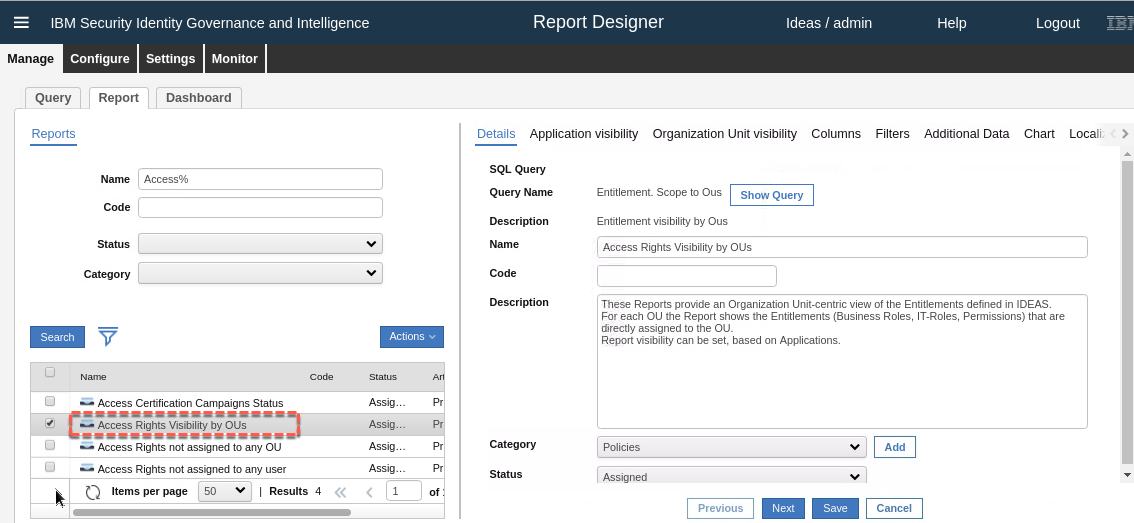 IBM Security Identity Governance and Intelligence Report Designer Ideas / admin Help Logout IBM
Manage Configure Settings Monitor
Query Report Dashboard
Reports
Name Access%
Code
Status
Category
Search Actions
Name Code Status
Access Certification Campaigns Status Assig... Pr
Access Rights Visibility by OUs Assig... Pr
Access Rights not assigned to any OU Assig... Pr
Access Rights not assigned to any user Assig... Pr
Items per page 50 | Results 4 1 of
Details Application visibility Organization Unit visibility Columns Filters Additional Data Chart
SQL Query
Query Name Entitlement. Scope to Ous Show Query
Description Entitlement visibility by Ous
Name Access Rights Visibility by OUs
Code
Description These Reports provide an Organization Unit-centric view of the Entitlements defined in IDEAS.
For each OU the Report shows the Entitlements (Business Roles, IT-Roles, Permissions) that are
directly assigned to the OU.
Report visibility can be set, based on Applications.
Category Policies Add
Status Assigned
Previous Next Save Cancel